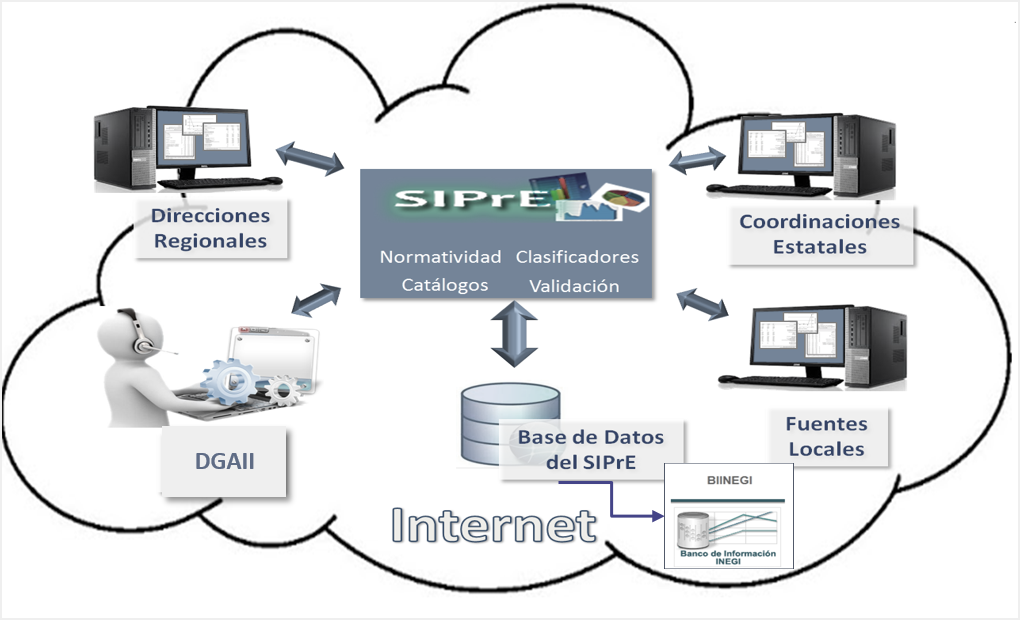 SIPrE
Normatividad Clasificadores
Catálogos Validación
Direcciones
Regionales
Coordinaciones
Estatales
DGAII
Fuentes
Locales
Base de Datos
del SIPrE
BIINEGI
Banco de Información
INEGI
Internet